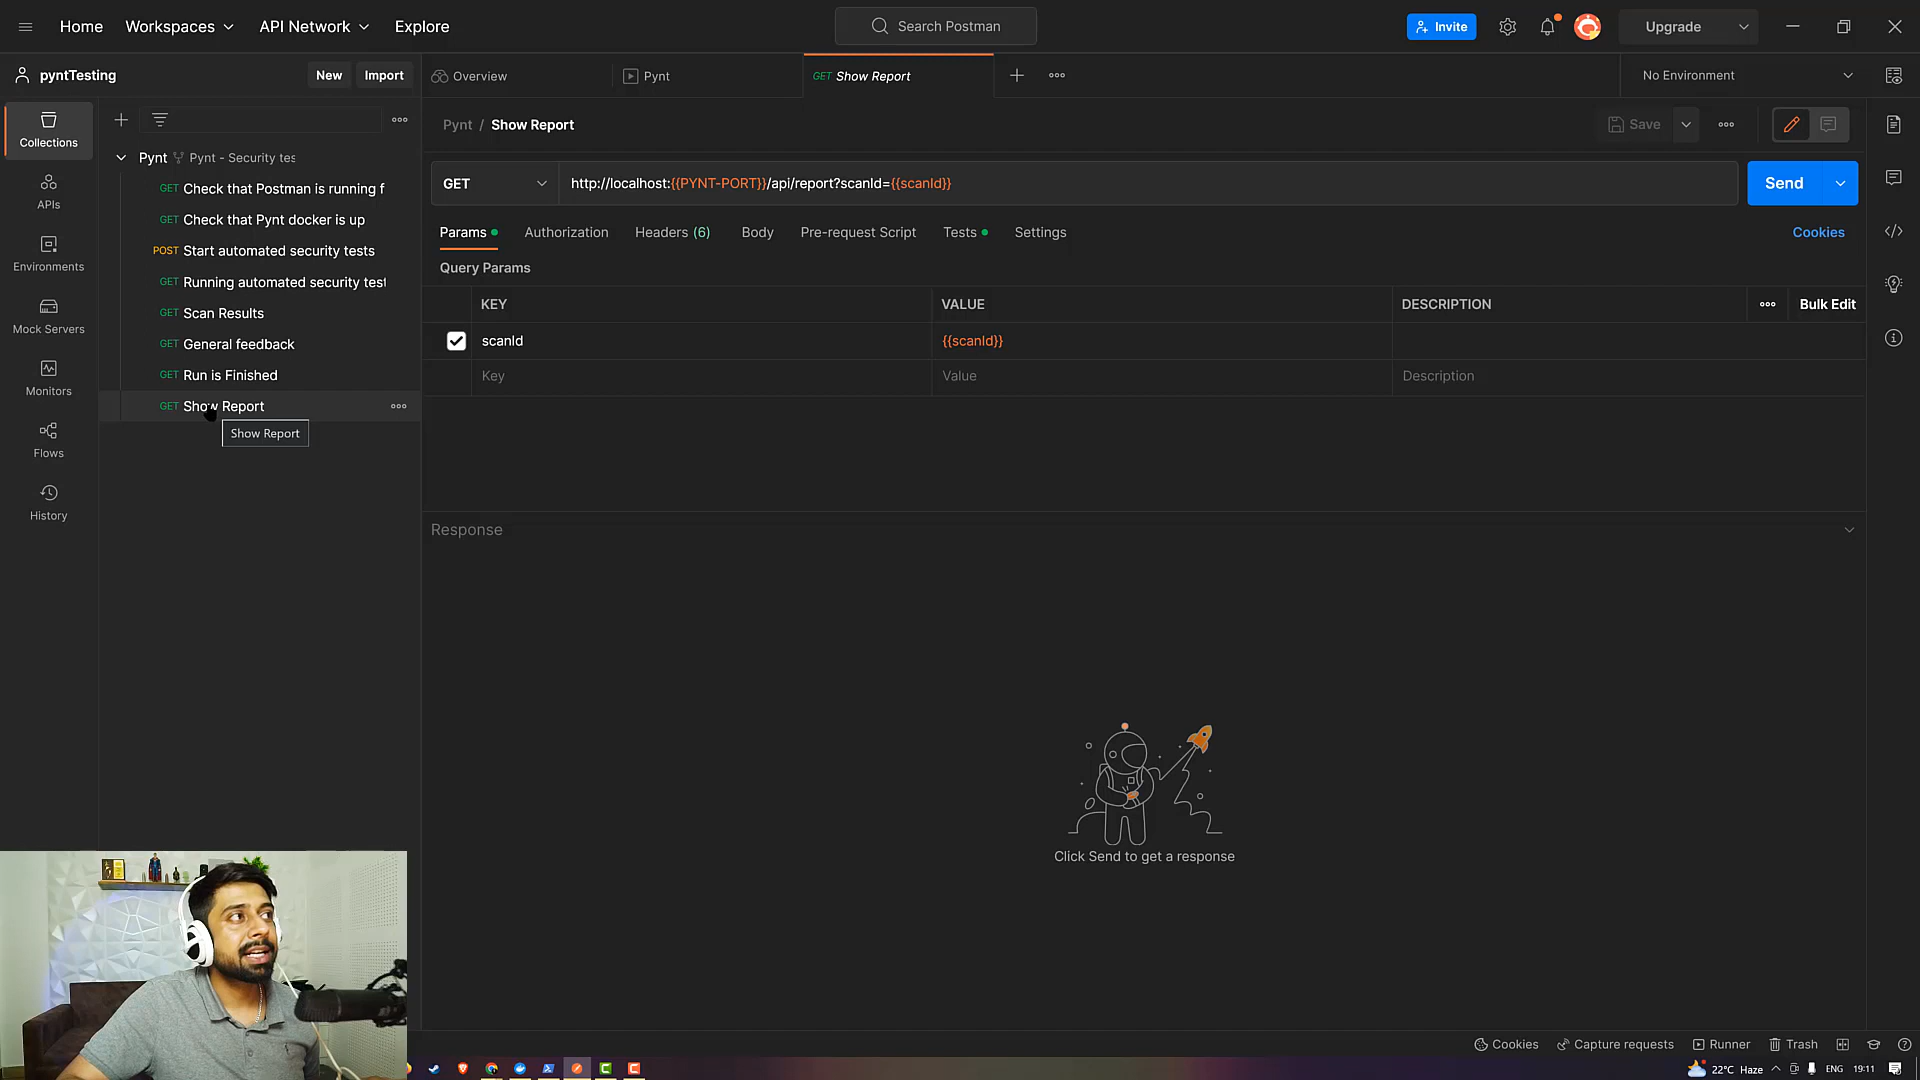 Home Workspaces API Network Explore Search Postman Invite Upgrade
pyntTesting New Import Overview Pynt GET Show Report No Environment
Pynt / Show Report Save
Collections
APIs
Environments
Mock Servers
Monitors
Flows
History
Pynt Pynt - Security tes
GET Check that Postman is running f
GET Check that Pynt docker is up
POST Start automated security tests
GET Running automated security test
GET Scan Results
GET General feedback
GET Run is Finished
GET Show Report
Show Report
GET http://localhost:{{PYNT-PORT}}/api/report?scanId={{scanId}} Send
Params Authorization Headers (6) Body Pre-request Script Tests Settings Cookies
Query Params
KEY VALUE DESCRIPTION Bulk Edit
scanId {{scanId}}
Key Value Description
Response
Click Send to get a response
Cookies Capture requests Runner Trash
22°C Haze ENG 19:11